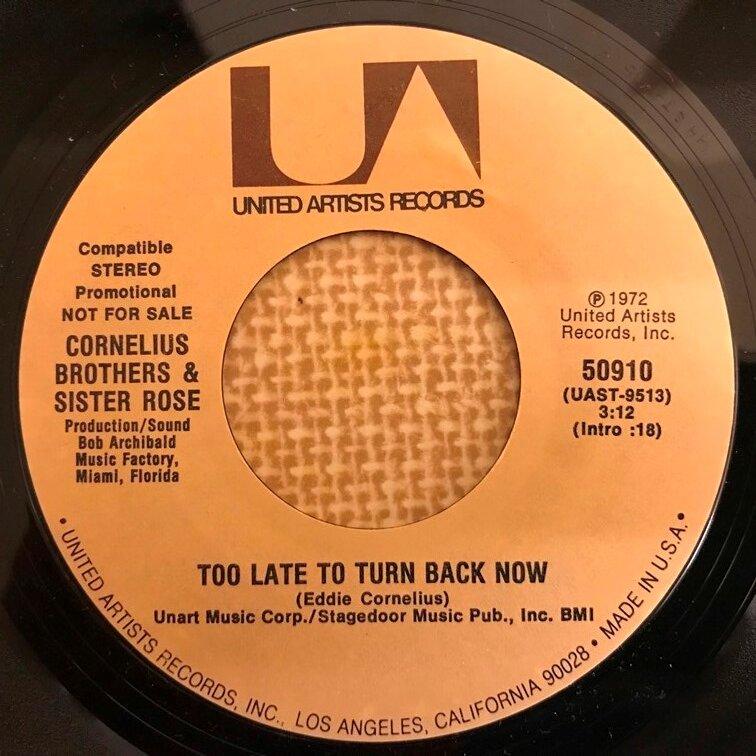 UA
UNITED ARTISTS RECORDS
Compatible
STEREO
Promotional
NOT FOR SALE
CORNELIUS
BROTHERS &
SISTER ROSE
Production/Sound
Bob Archibald
Music Factory,
Miami, Florida
℗ 1972
United Artists
Records, Inc.
50910
(UAST-9513)
3:12
(Intro :18)
TOO LATE TO TURN BACK NOW
(Eddie Cornelius)
Unart Music Corp./Stagedoor Music Pub., Inc. BMI
• UNITED ARTISTS RECORDS, INC., LOS ANGELES, CALIFORNIA 90028 • MADE IN U.S.A. •